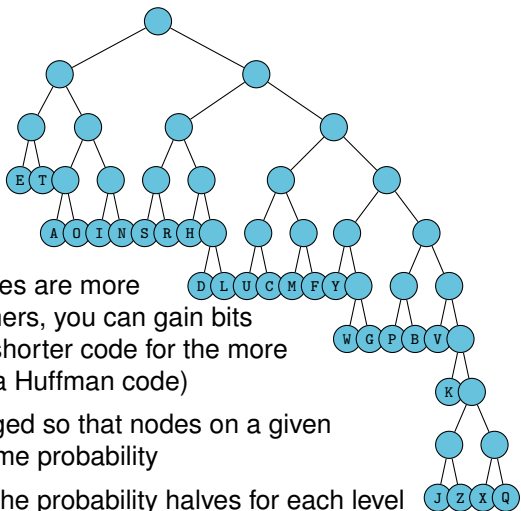 E T
A O I N S R H
es are more
D L U C M F Y
ners, you can gain bits
shorter code for the more
W G P B V
a Huffman code)
K
ged so that nodes on a given
me probability
he probability halves for each level
J Z X Q